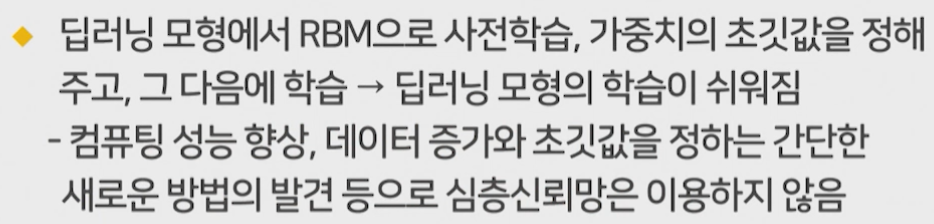 ◆ 딥러닝 모형에서 RBM으로 사전학습, 가중치의 초깃값을 정해
주고, 그 다음에 학습 → 딥러닝 모형의 학습이 쉬워짐
- 컴퓨팅 성능 향상, 데이터 증가와 초깃값을 정하는 간단한
새로운 방법의 발견 등으로 심층신뢰망은 이용하지 않음